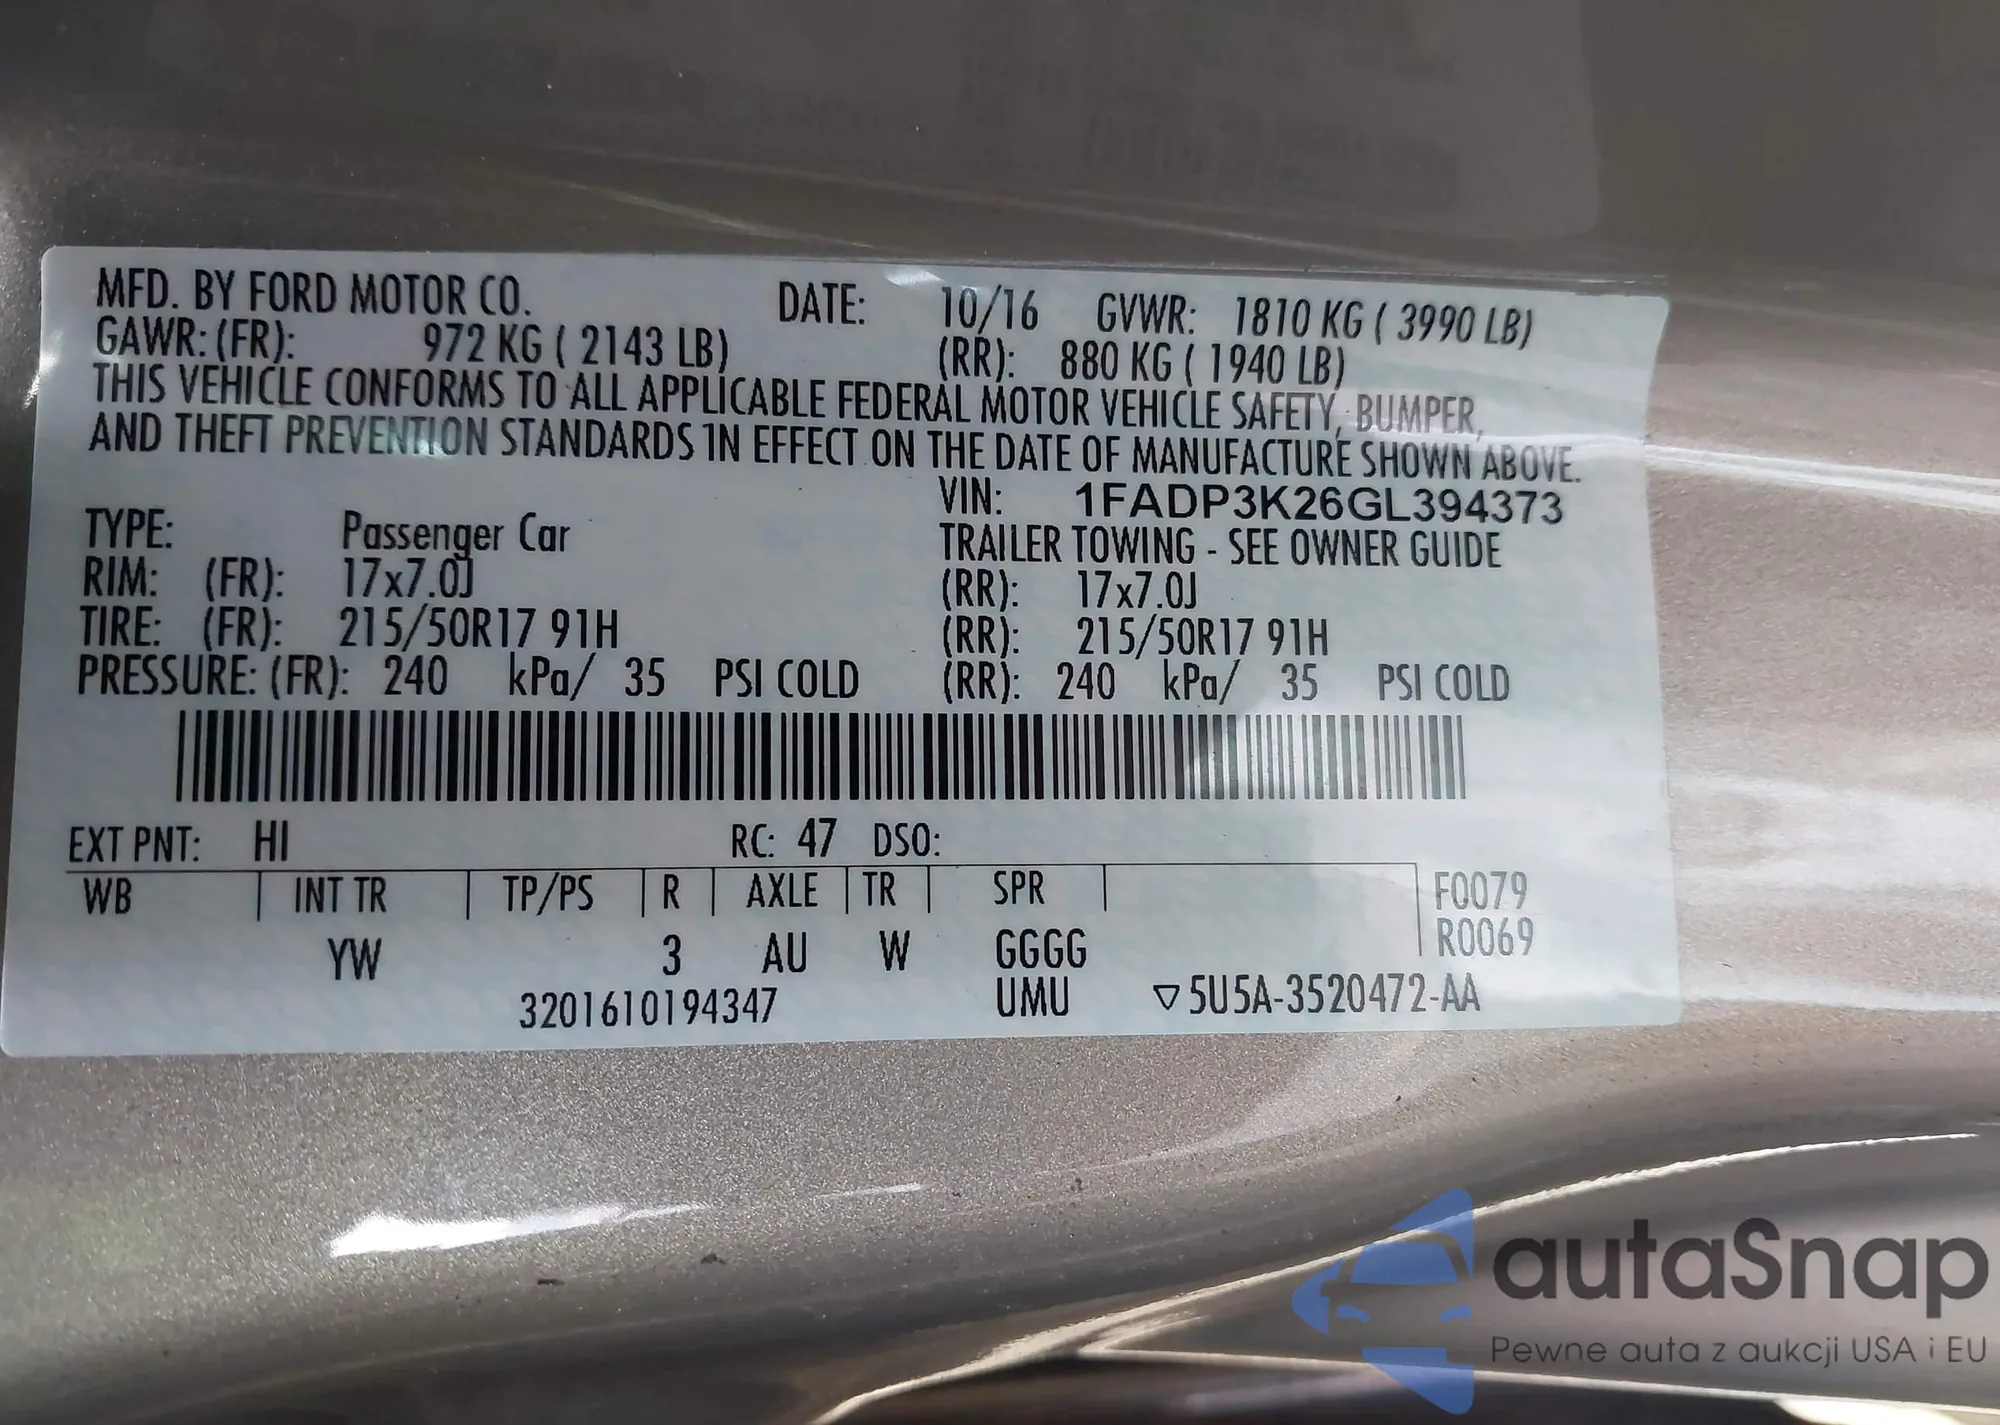 MFD. BY FORD MOTOR CO. DATE: 10/16 GVWR: 1810 KG ( 3990 LB)
GAWR: (FR): 972 KG ( 2143 LB) (RR): 880 KG ( 1940 LB)
THIS VEHICLE CONFORMS TO ALL APPLICABLE FEDERAL MOTOR VEHICLE SAFETY, BUMPER,
AND THEFT PREVENTION STANDARDS IN EFFECT ON THE DATE OF MANUFACTURE SHOWN ABOVE.
VIN: 1FADP3K26GL394373
TYPE: Passenger Car TRAILER TOWING - SEE OWNER GUIDE
RIM: (FR): 17x7.0J (RR): 17x7.0J
TIRE: (FR): 215/50R17 91H (RR): 215/50R17 91H
PRESSURE: (FR): 240 kPa/ 35 PSI COLD (RR): 240 kPa/ 35 PSI COLD
EXT PNT: HI RC: 47 DSO:
WB INT TR TP/PS R AXLE TR SPR F0079
R0069
YW 3 AU W GGGG
3201610194347 UMU ▽5U5A-3520472-AA
autaSnap
Pewne auta z aukcji USA i EU